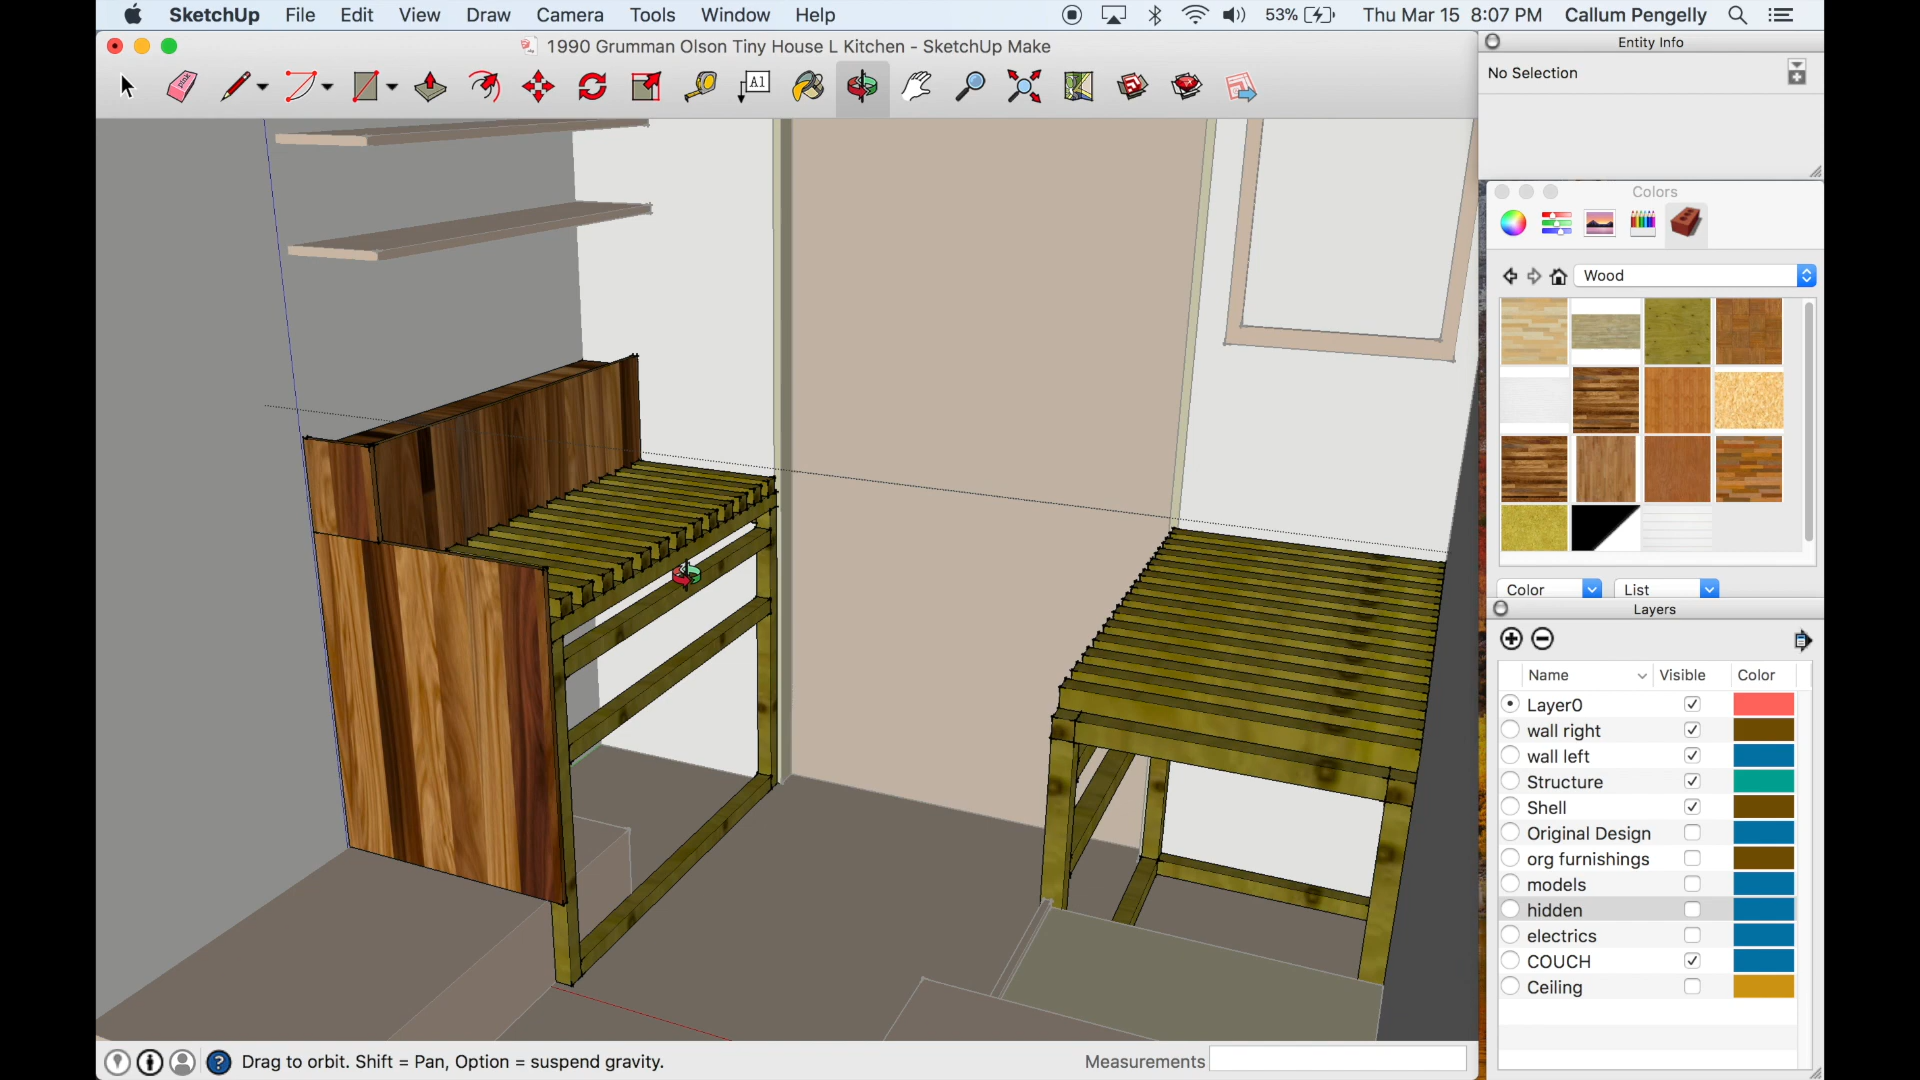 SketchUp File Edit View Draw Camera Tools Window Help 53% Thu Mar 15 8:07 PM Callum Pengelly
1990 Grumman Olson Tiny House L Kitchen - SketchUp Make
A1
Entity Info
No Selection
Colors
Wood
Color List
Layers
Name Visible Color
Layer0
wall right
wall left
Structure
Shell
Original Design
org furnishings
models
hidden
electrics
COUCH
Ceiling
Drag to orbit. Shift = Pan, Option = suspend gravity.
Measurements